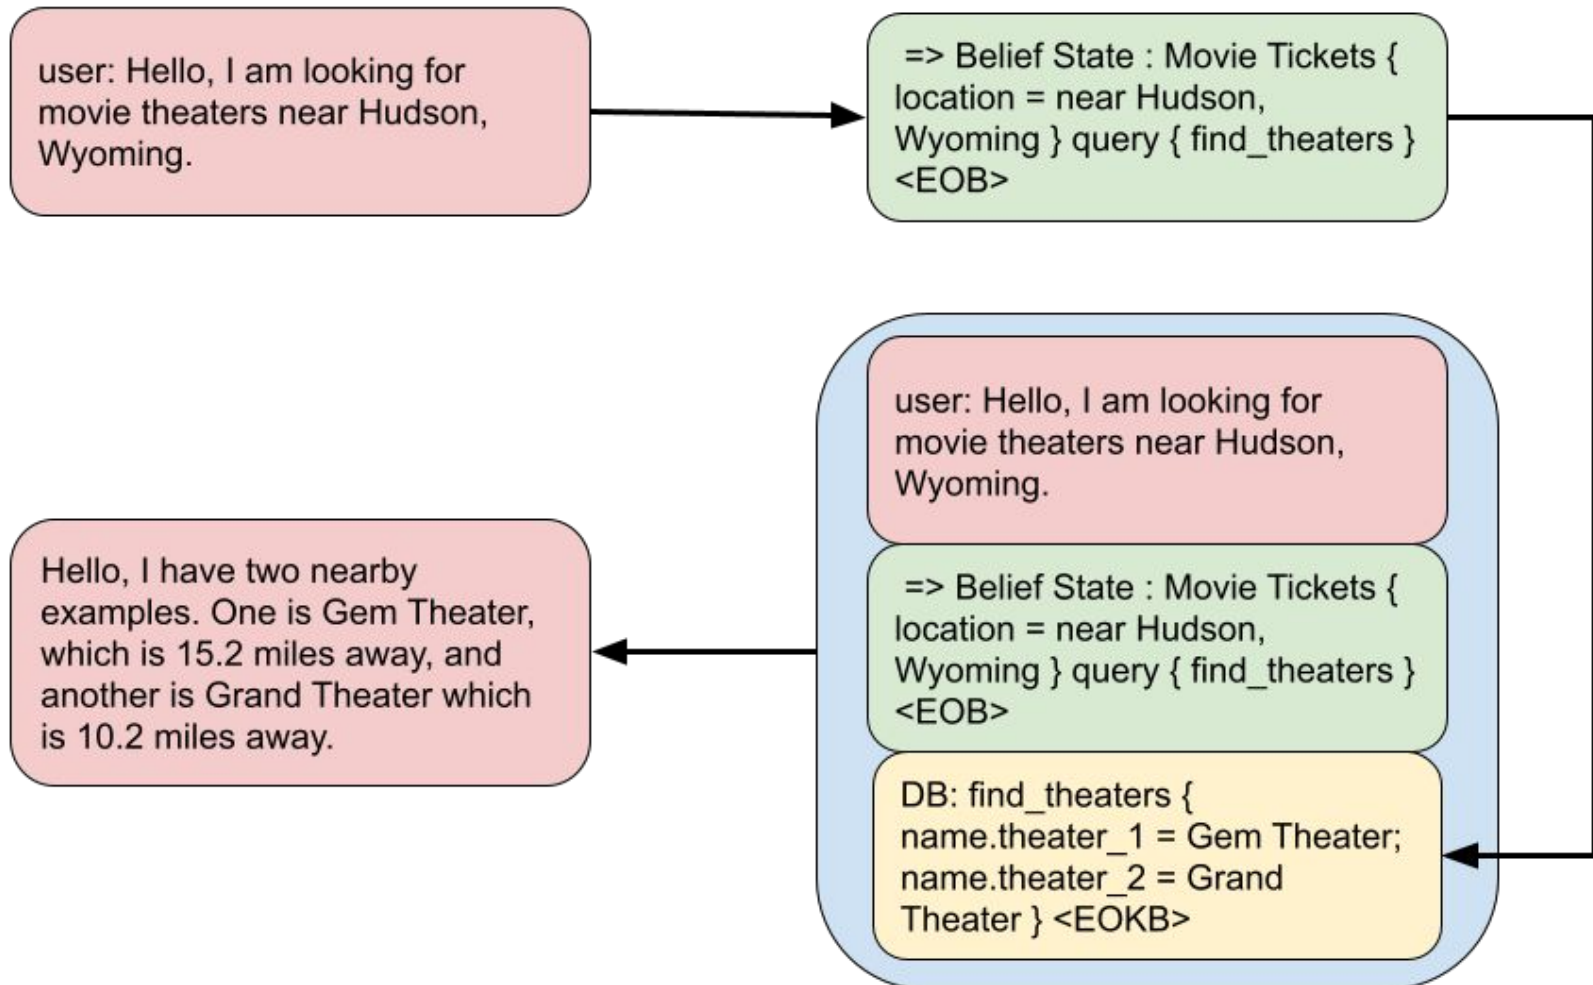 user: Hello, I am looking for
movie theaters near Hudson,
Wyoming.
=> Belief State : Movie Tickets {
location = near Hudson,
Wyoming } query { find_theaters }
<EOB>
user: Hello, I am looking for
movie theaters near Hudson,
Wyoming.
=> Belief State : Movie Tickets {
location = near Hudson,
Wyoming } query { find_theaters }
<EOB>
DB: find_theaters {
name.theater_1 = Gem Theater;
name.theater_2 = Grand
Theater } <EOKB>
Hello, I have two nearby
examples. One is Gem Theater,
which is 15.2 miles away, and
another is Grand Theater which
is 10.2 miles away.